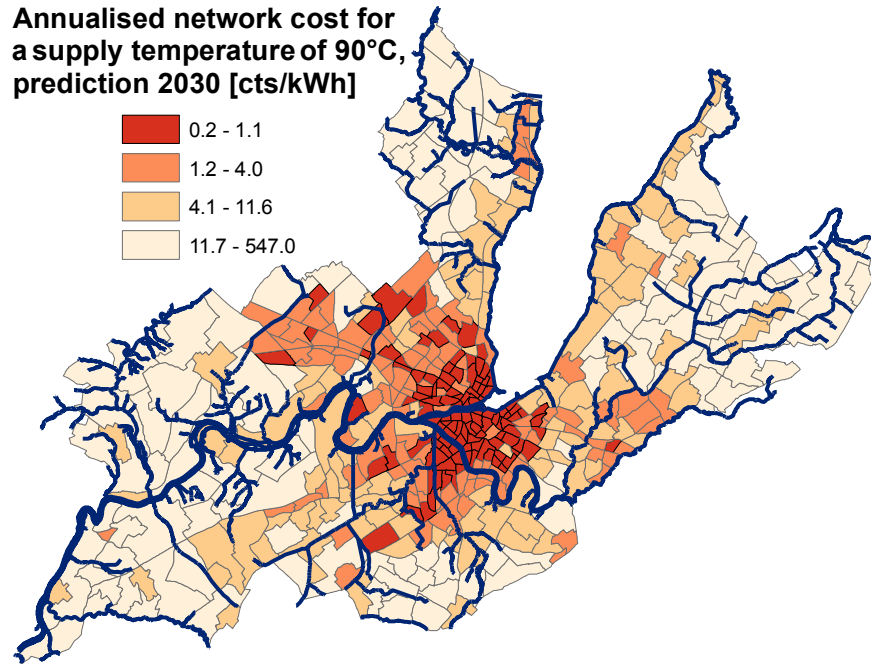 Annualised network cost for
a supply temperature of 90°C,
prediction 2030 [cts/kWh]
0.2 - 1.1
1.2 - 4.0
4.1 - 11.6
11.7 - 547.0